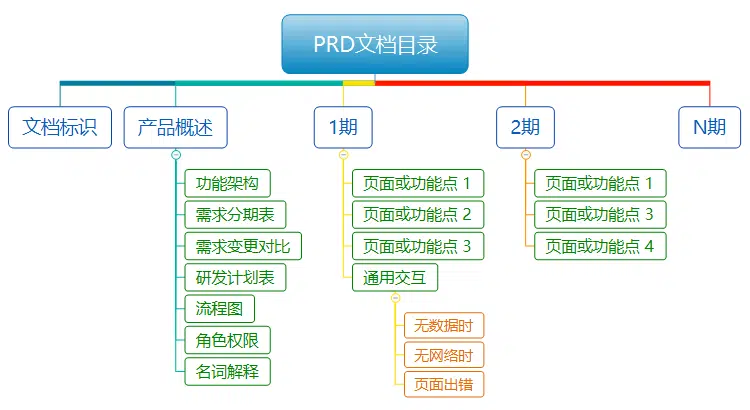 PRD文档目录
文档标识
产品概述
1期
2期
N期
功能架构
需求分期表
需求变更对比
研发计划表
流程图
角色权限
名词解释
页面或功能点 1
页面或功能点 2
页面或功能点 3
通用交互
无数据时
无网络时
页面出错
页面或功能点 1
页面或功能点 3
页面或功能点 4